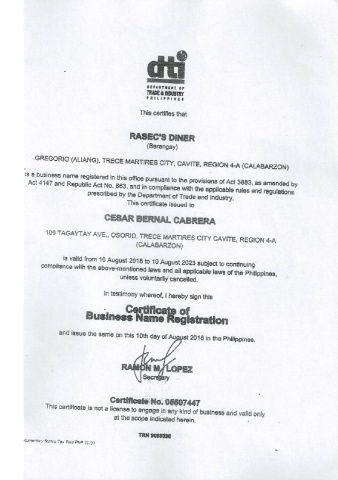 dti
DEPARTMENT OF
TRADE & INDUSTRY
PHILIPPINES
This certifies that
RASEC'S DINER
(Barangay)
GREGORIO (ALIANG), TRECE MARTIRES CITY, CAVITE, REGION 4-A (CALABARZON)
is a business name registered in this office pursuant to the provisions of Act 3883, as amended by
Act 4147 and Republic Act No. 863, and in compliance with the applicable rules and regulations
prescribed by the Department of Trade and Industry.
This certificate issued to
CESAR BERNAL CABRERA
109 TAGAYTAY AVE., OSORIO, TRECE MARTIRES CITY CAVITE, REGION 4-A
(CALABARZON)
is valid from 10 August 2018 to 10 August 2023 subject to continuing
compliance with the above-mentioned laws and all applicable laws of the Philippines,
unless voluntarily cancelled.
In testimony whereof, I hereby sign this
Certificate of
Business Name Registration
and issue the same on this 10th day of August 2018 in the Philippines.
RAMON M. LOPEZ
Secretary
Certificate No. 05507447
This certificate is not a license to engage in any kind of business and valid only
at the scope indicated herein.
TRN
Stamp Tax Paid